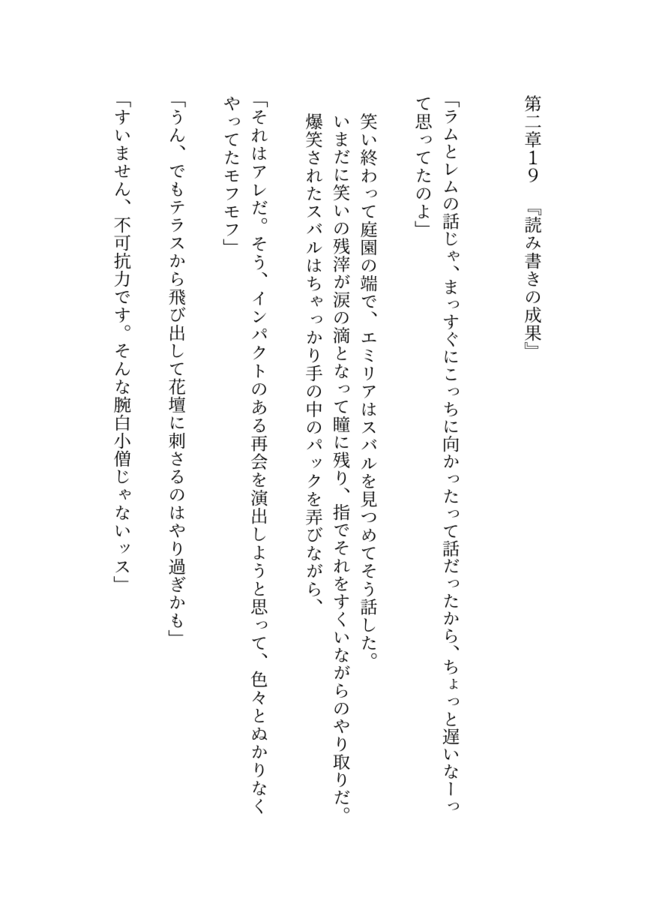 第二章１９　『読み書きの成果』
「ラムとレムの話じゃ、まっすぐにこっちに向かったって話だったから、ちょっと遅いなーっ
て思ってたのよ」
笑い終わって庭園の端で、エミリアはスバルを見つめてそう話した。
いまだに笑いの残滓が涙の滴となって瞳に残り、指でそれをすくいながらのやり取りだ。
爆笑されたスバルはちゃっかり手の中のパックを弄びながら、
「それはアレだ。そう、インパクトのある再会を演出しようと思って、色々とぬかりなく
やってたモフモフ」
「うん、でもテラスから飛び出して花壇に刺さるのはやり過ぎかも」
「すいません、不可抗力です。そんな腕白小僧じゃないッス」